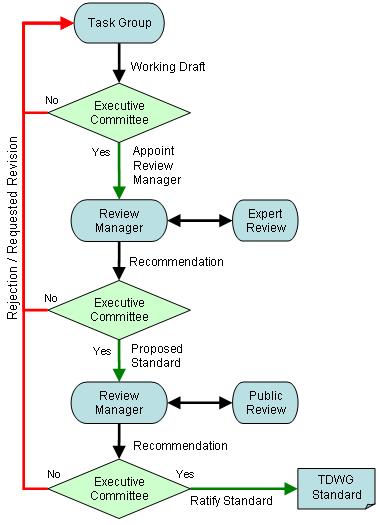 Task Group
Working Draft
No
Executive
Committee
Yes
Appoint
Review
Manager
Review
Manager
Expert
Review
Recommendation
No
Executive
Committee
Yes
Proposed
Standard
Review
Manager
Public
Review
Recommendation
No
Executive
Committee
Yes
Ratify Standard
TDWG
Standard
Rejection / Requested Revision